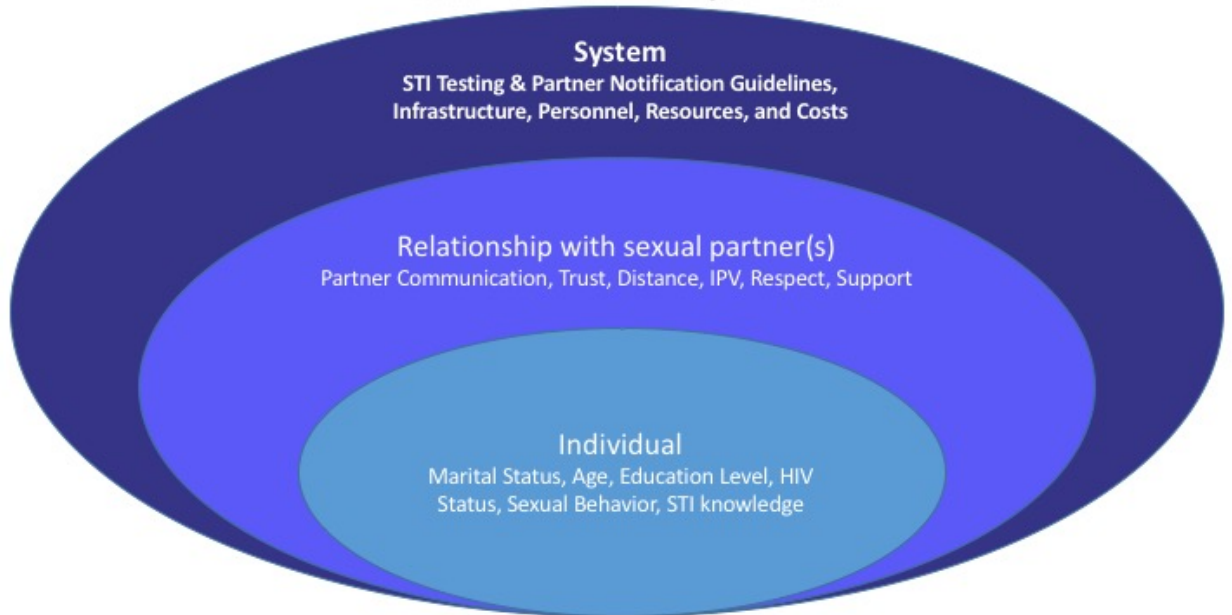 System
STI Testing & Partner Notification Guidelines,
Infrastructure, Personnel, Resources, and Costs
Relationship with sexual partner(s)
Partner Communication, Trust, Distance, IPV, Respect, Support
Individual
Marital Status, Age, Education Level, HIV
Status, Sexual Behavior, STI knowledge